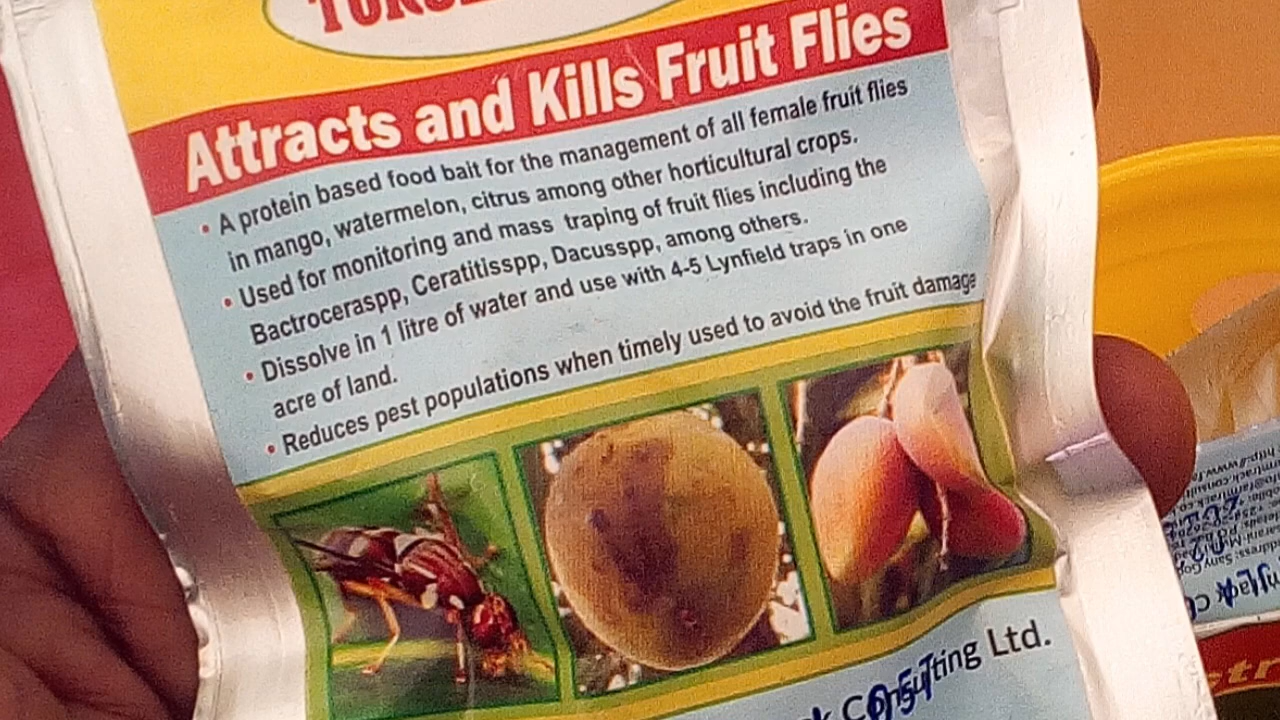 Attracts and Kills Fruit Flies
• A protein based food bait for the management of all female fruit flies
in mango, watermelon, citrus among other horticultural crops.
• Used for monitoring and mass traping of fruit flies including the
Bactroceraspp, Ceratitisspp, Dacusspp, among others.
• Dissolve in 1 litre of water and use with 4-5 Lynfield traps in one
acre of land.
• Reduces pest populations when timely used to avoid the fruit damage
Consulting Ltd.